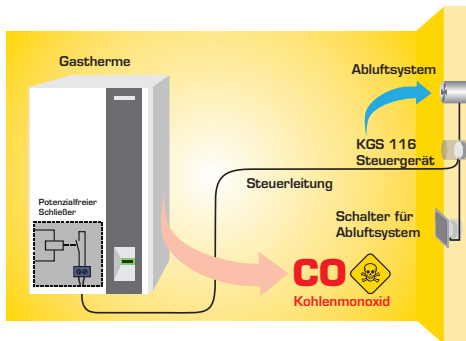 Gastherme
Abluftsystem
KGS 116
Steuergerät
Steuerleitung
Potenzialfreier
Schließer
Schalter für
Abluftsystem
CO
Kohlenmonoxid